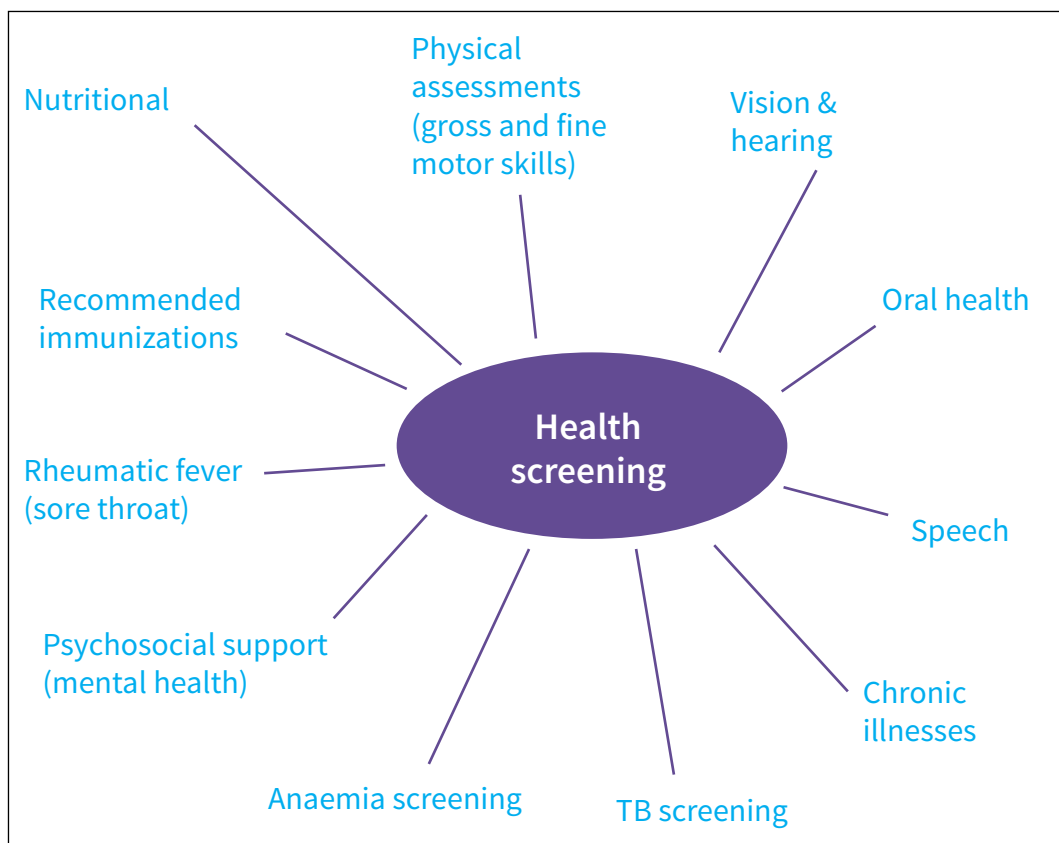 Nutritional
Physical
assessments
(gross and fine
motor skills)
Vision &
hearing
Recommended
immunizations
Oral health
Health
screening
Rheumatic fever
(sore throat)
Speech
Psychosocial support
(mental health)
Chronic
illnesses
Anaemia screening
TB screening